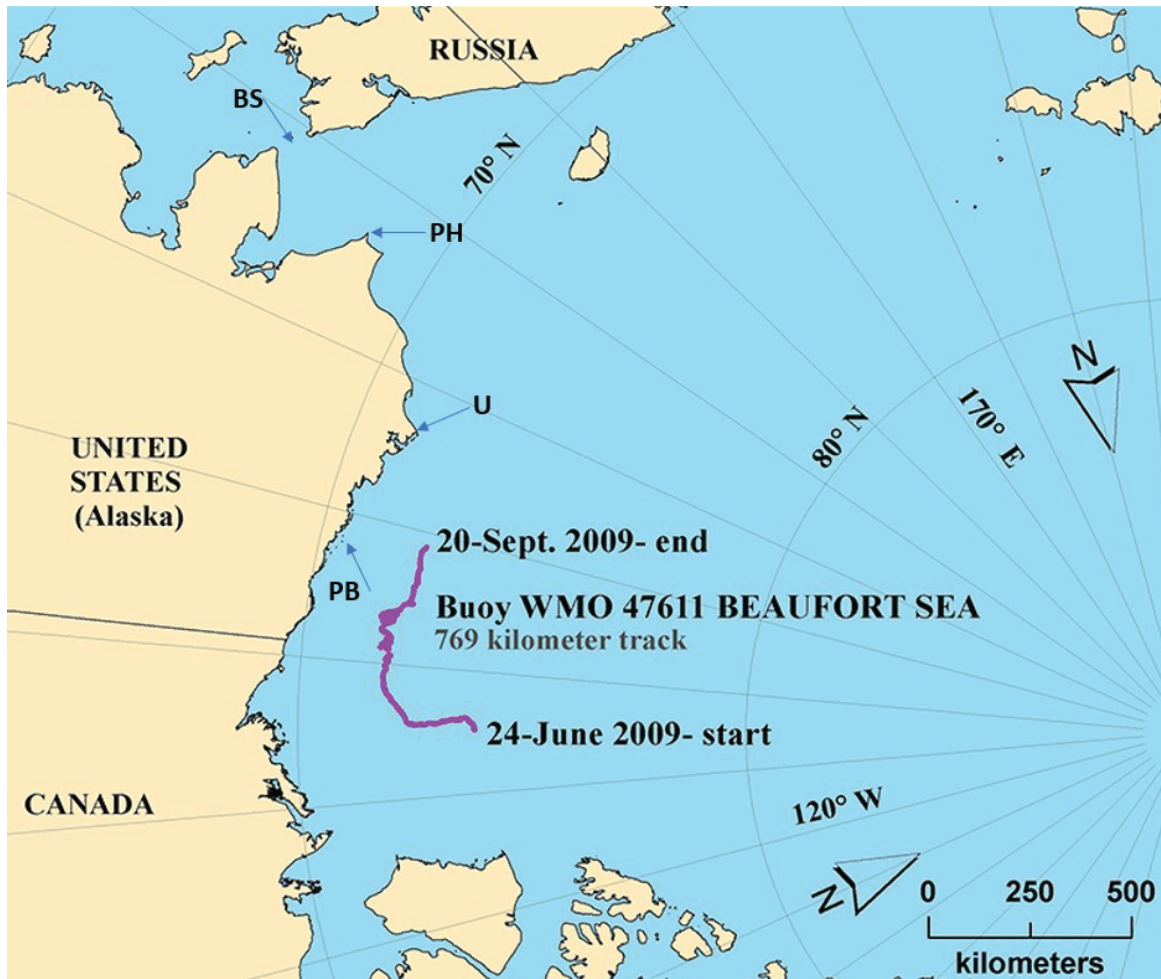 RUSSIA
BS
70° N
PH
N
170° E
80° N
U
UNITED
STATES
(Alaska)
20-Sept. 2009- end
PB
Buoy WMO 47611 BEAUFORT SEA
769 kilometer track
24-June 2009- start
CANADA
120° W
N
0 250 500
kilometers